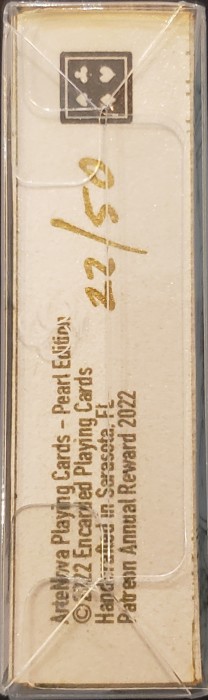 22/50
ArteNova Playing Cards – Pearl Edition
© 2022 Encarded Playing Cards
Handcrafted in Sarasota, FL
Patreon Annual Reward 2022